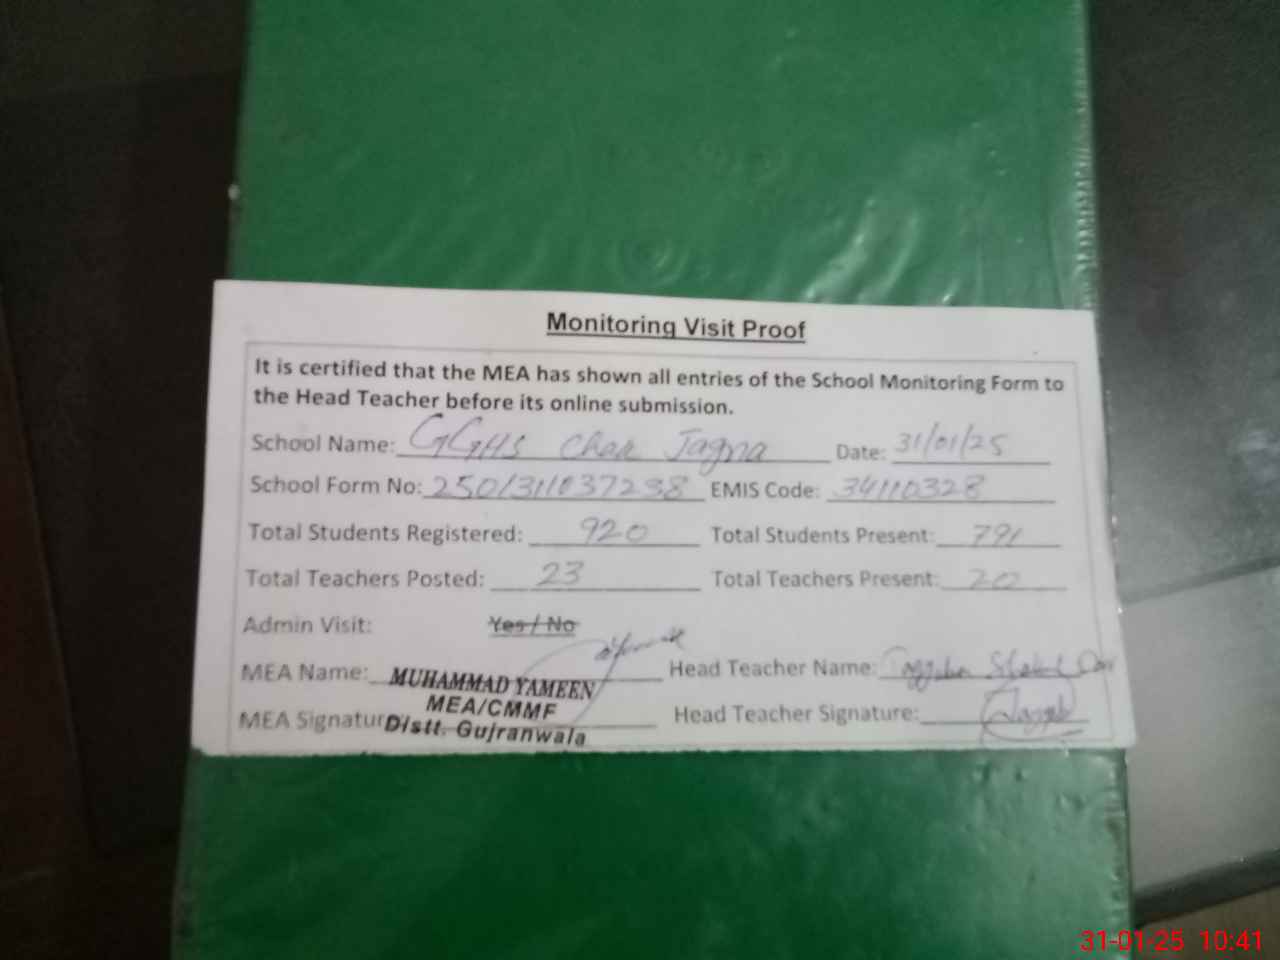 Monitoring Visit Proof
It is certified that the MEA has shown all entries of the School Monitoring Form to
the Head Teacher before its online submission.
School Name: GGHS Chak Jagna Date: 31/01/25
School Form No: 250131103723​8 EMIS Code: 34110328
Total Students Registered: 920 Total Students Present: 791
Total Teachers Posted: 23 Total Teachers Present: 20
Admin Visit: Yes / No
MEA Name: MUHAMMAD YAMEEN Head Teacher Name:
MEA/CMMF
MEA Signatur Distt. Gujranwala Head Teacher Signature:
31-01-25 10:41